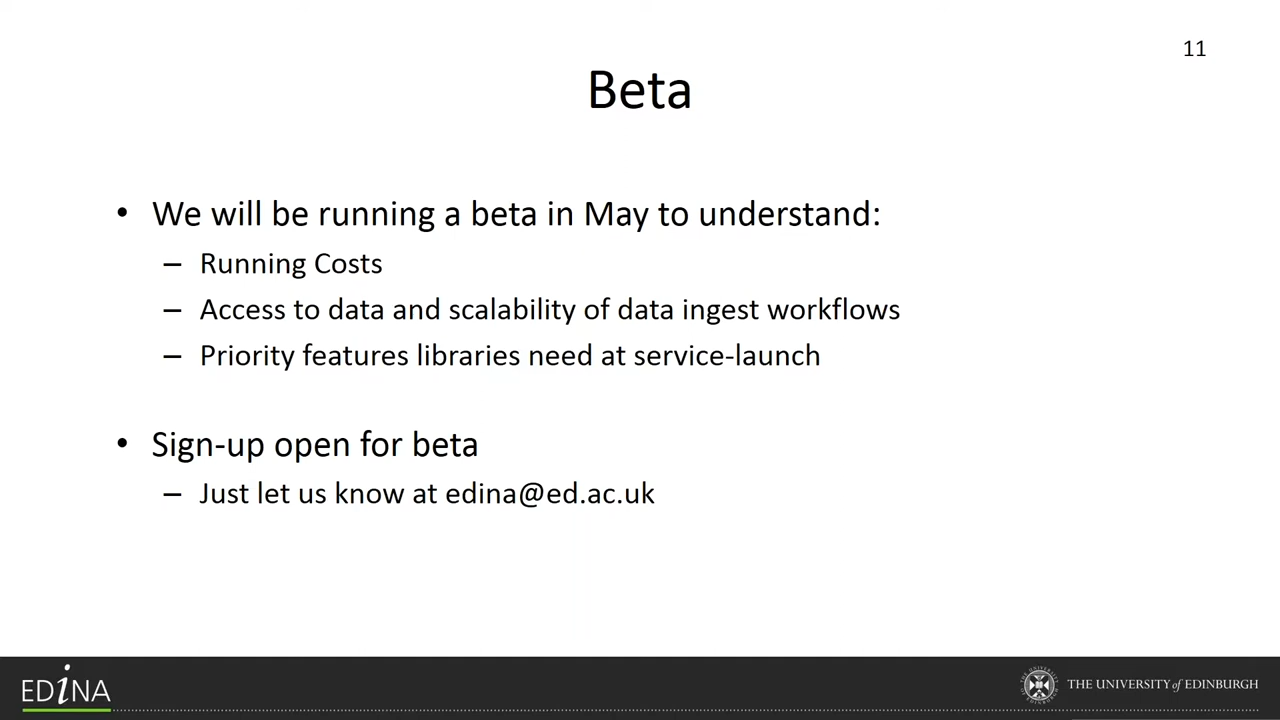 11
Beta
• We will be running a beta in May to understand:
– Running Costs
– Access to data and scalability of data ingest workflows
– Priority features libraries need at service-launch
• Sign-up open for beta
– Just let us know at edina@ed.ac.uk
EDiNA
THE UNIVERSITY of EDINBURGH